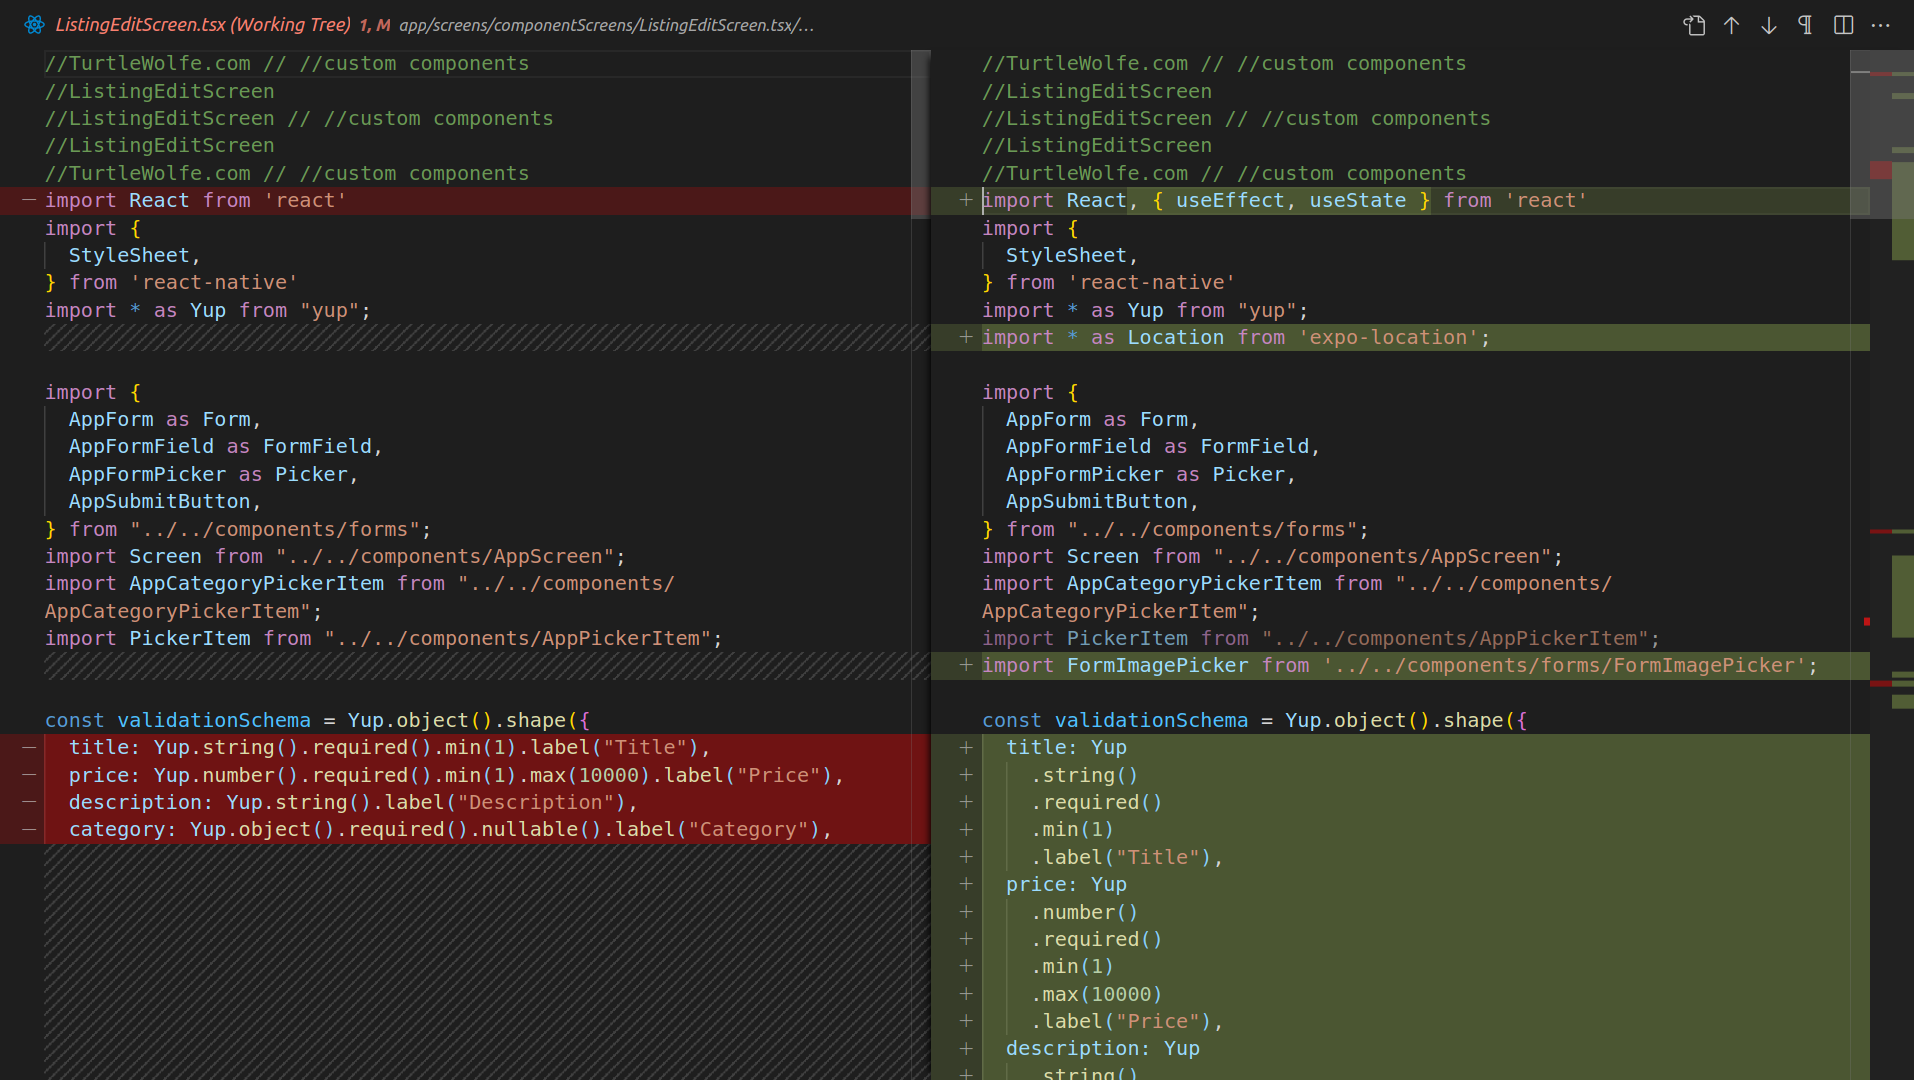 ListingEditScreen.tsx (Working Tree) 1, M app/screens/componentScreens/ListingEditScreen.tsx/...
//TurtleWolfe.com // //custom components
//ListingEditScreen
//ListingEditScreen // //custom components
//ListingEditScreen
//TurtleWolfe.com // //custom components
import React from 'react'
import {
  StyleSheet,
} from 'react-native'
import * as Yup from "yup";
import {
  AppForm as Form,
  AppFormField as FormField,
  AppFormPicker as Picker,
  AppSubmitButton,
} from "../../components/forms";
import Screen from "../../components/AppScreen";
import AppCategoryPickerItem from "../../components/
AppCategoryPickerItem";
import PickerItem from "../../components/AppPickerItem";
const validationSchema = Yup.object().shape({
  title: Yup.string().required().min(1).label("Title"),
  price: Yup.number().required().min(1).max(10000).label("Price"),
  description: Yup.string().label("Description"),
  category: Yup.object().required().nullable().label("Category"),
//TurtleWolfe.com // //custom components
//ListingEditScreen
//ListingEditScreen // //custom components
//ListingEditScreen
//TurtleWolfe.com // //custom components
import React, { useEffect, useState } from 'react'
import {
  StyleSheet,
} from 'react-native'
import * as Yup from "yup";
import * as Location from 'expo-location';
import {
  AppForm as Form,
  AppFormField as FormField,
  AppFormPicker as Picker,
  AppSubmitButton,
} from "../../components/forms";
import Screen from "../../components/AppScreen";
import AppCategoryPickerItem from "../../components/
AppCategoryPickerItem";
import PickerItem from "../../components/AppPickerItem";
import FormImagePicker from '../../components/forms/FormImagePicker';
const validationSchema = Yup.object().shape({
  title: Yup
    .string()
    .required()
    .min(1)
    .label("Title"),
  price: Yup
    .number()
    .required()
    .min(1)
    .max(10000)
    .label("Price"),
  description: Yup
    .string()